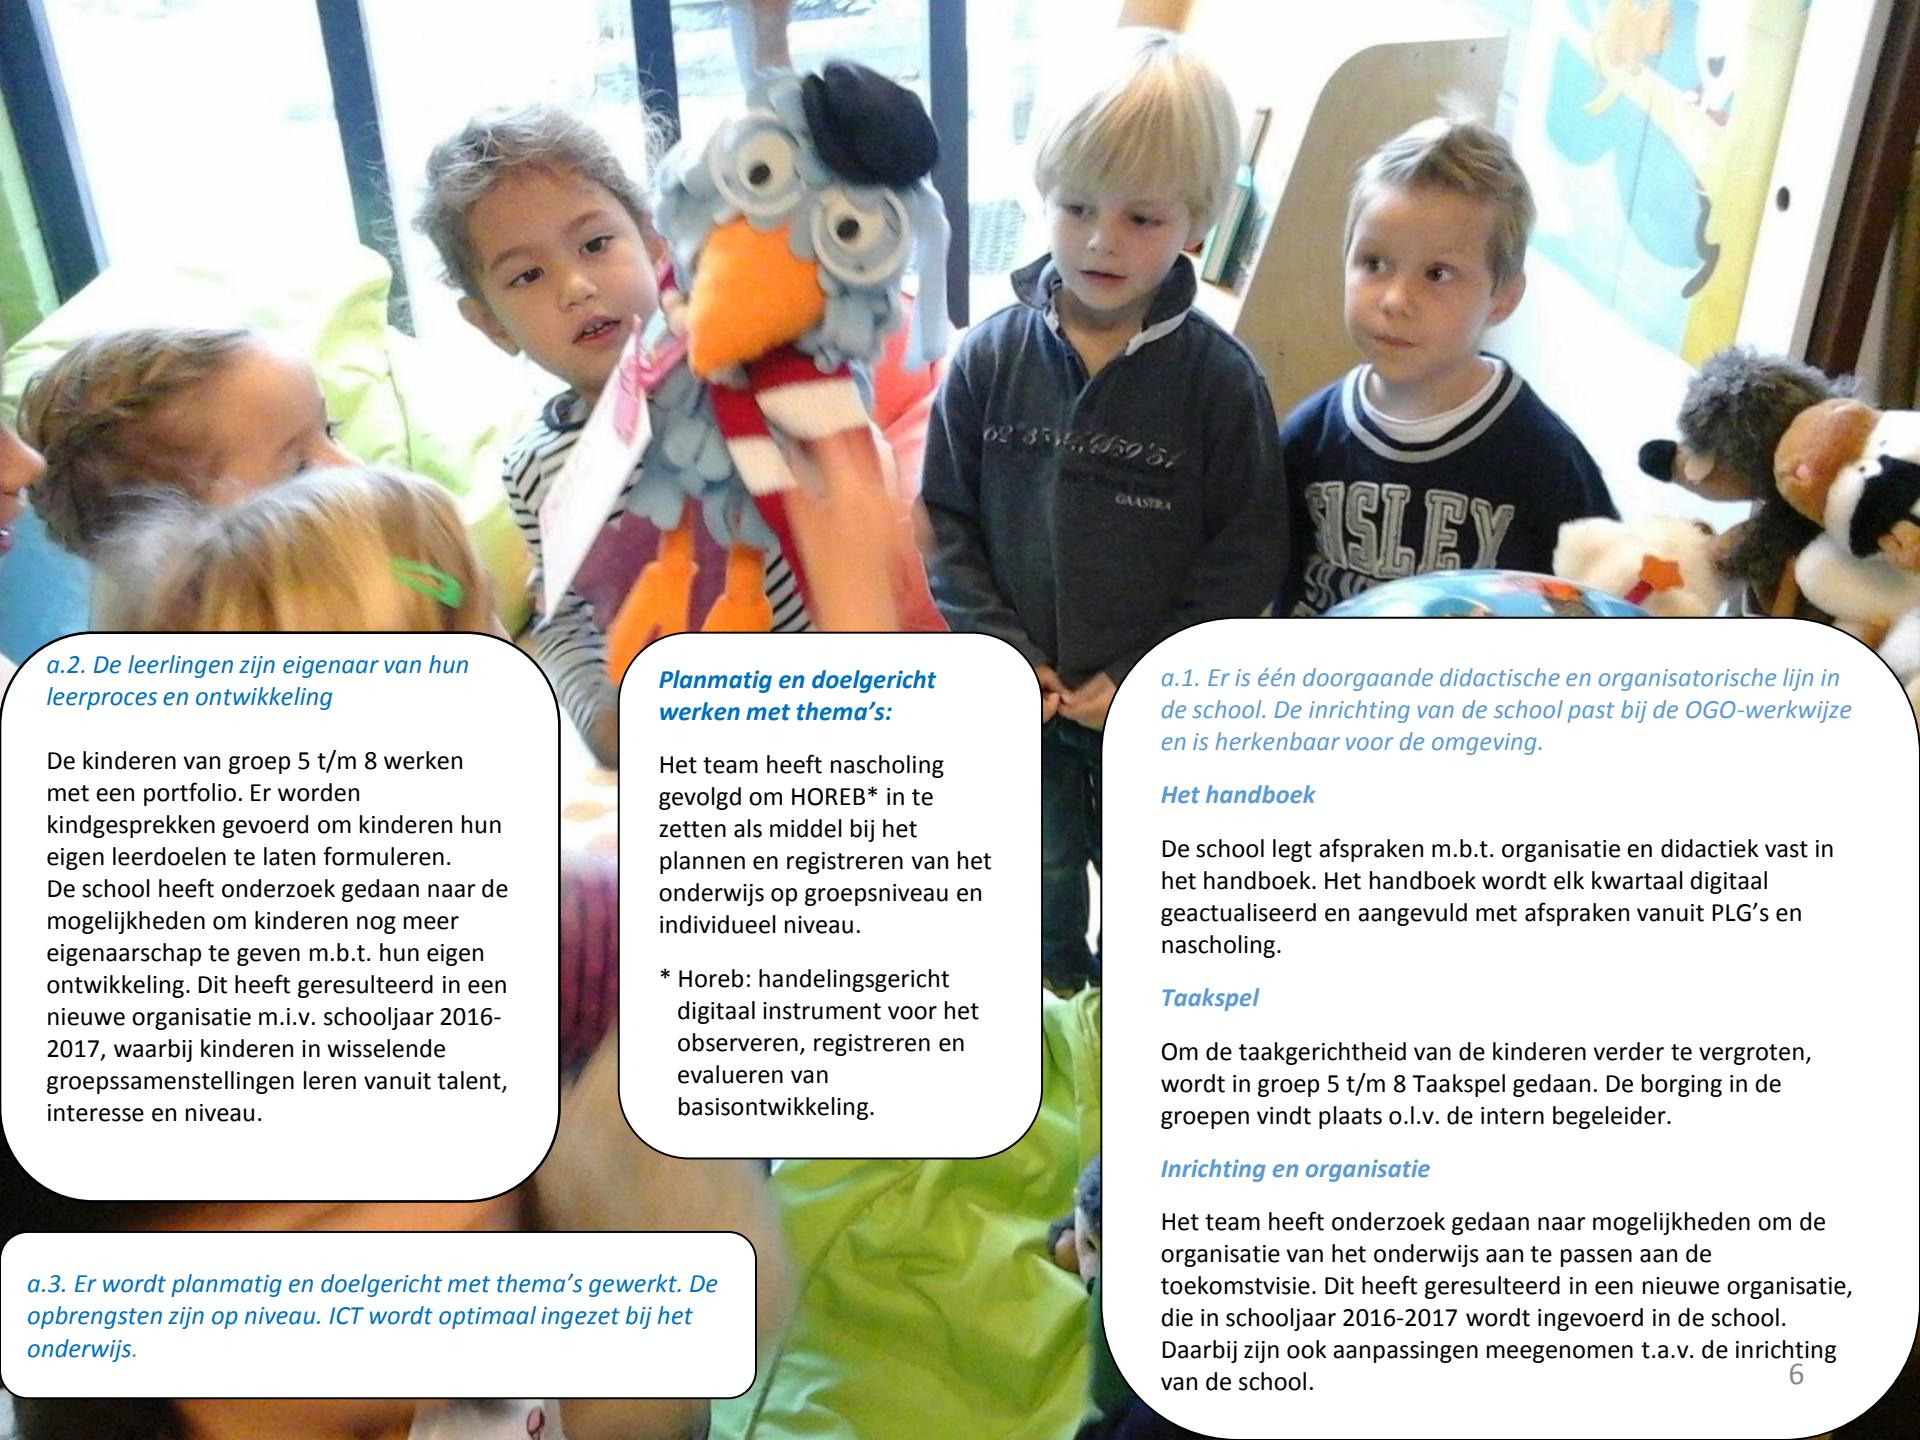 62°
GAASTRA
SISLEY
a.2. De leerlingen zijn eigenaar van hun
leerproces en ontwikkeling
De kinderen van groep 5 t/m 8 werken
met een portfolio. Er worden
kindgesprekken gevoerd om kinderen hun
eigen leerdoelen te laten formuleren.
De school heeft onderzoek gedaan naar de
mogelijkheden om kinderen nog meer
eigenaarschap te geven m.b.t. hun eigen
ontwikkeling. Dit heeft geresulteerd in een
nieuwe organisatie m.i.v. schooljaar 2016-
2017, waarbij kinderen in wisselende
groepssamenstellingen leren vanuit talent,
interesse en niveau.
a.3. Er wordt planmatig en doelgericht met thema’s gewerkt. De
opbrengsten zijn op niveau. ICT wordt optimaal ingezet bij het
onderwijs.
Planmatig en doelgericht
werken met thema’s:
Het team heeft nascholing
gevolgd om HOREB* in te
zetten als middel bij het
plannen en registreren van het
onderwijs op groepsniveau en
individueel niveau.
* Horeb: handelingsgericht
digitaal instrument voor het
observeren, registreren en
evalueren van
basisontwikkeling.
a.1. Er is één doorgaande didactische en organisatorische lijn in
de school. De inrichting van de school past bij de OGO-werkwijze
en is herkenbaar voor de omgeving.
Het handboek
De school legt afspraken m.b.t. organisatie en didactiek vast in
het handboek. Het handboek wordt elk kwartaal digitaal
geactualiseerd en aangevuld met afspraken vanuit PLG’s en
nascholing.
Taakspel
Om de taakgerichtheid van de kinderen verder te vergroten,
wordt in groep 5 t/m 8 Taakspel gedaan. De borging in de
groepen vindt plaats o.l.v. de intern begeleider.
Inrichting en organisatie
Het team heeft onderzoek gedaan naar mogelijkheden om de
organisatie van het onderwijs aan te passen aan de
toekomstvisie. Dit heeft geresulteerd in een nieuwe organisatie,
die in schooljaar 2016-2017 wordt ingevoerd in de school.
Daarbij zijn ook aanpassingen meegenomen t.a.v. de inrichting
van de school.
6